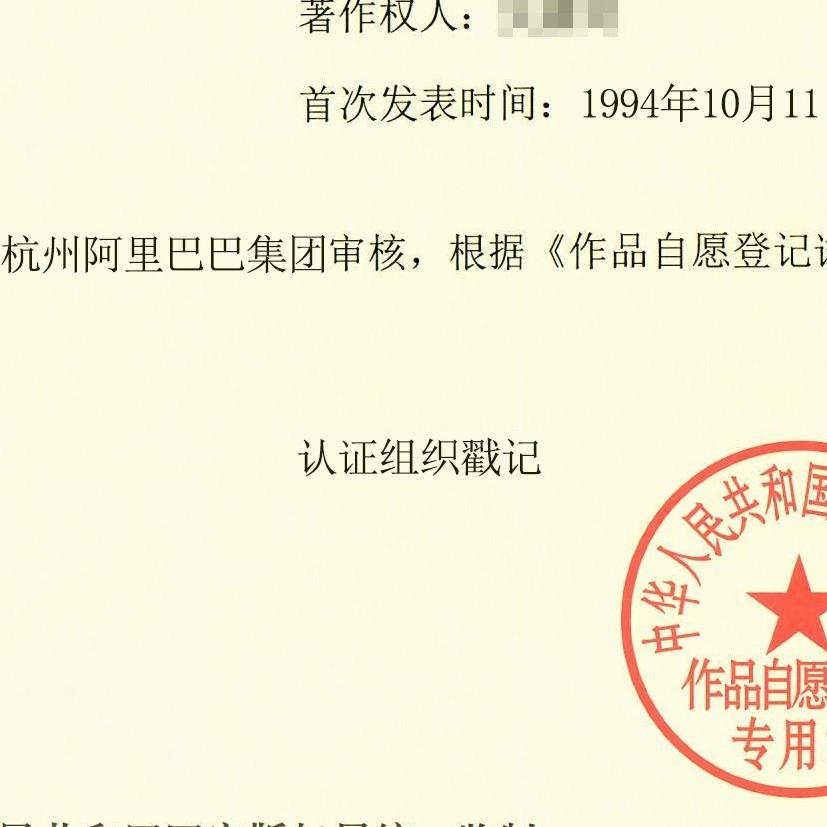 著作权人：
首次发表时间：1994年10月11
杭州阿里巴巴集团审核，根据《作品自愿登记
认证组织戳记
中华人民共和国
作品自愿
专用